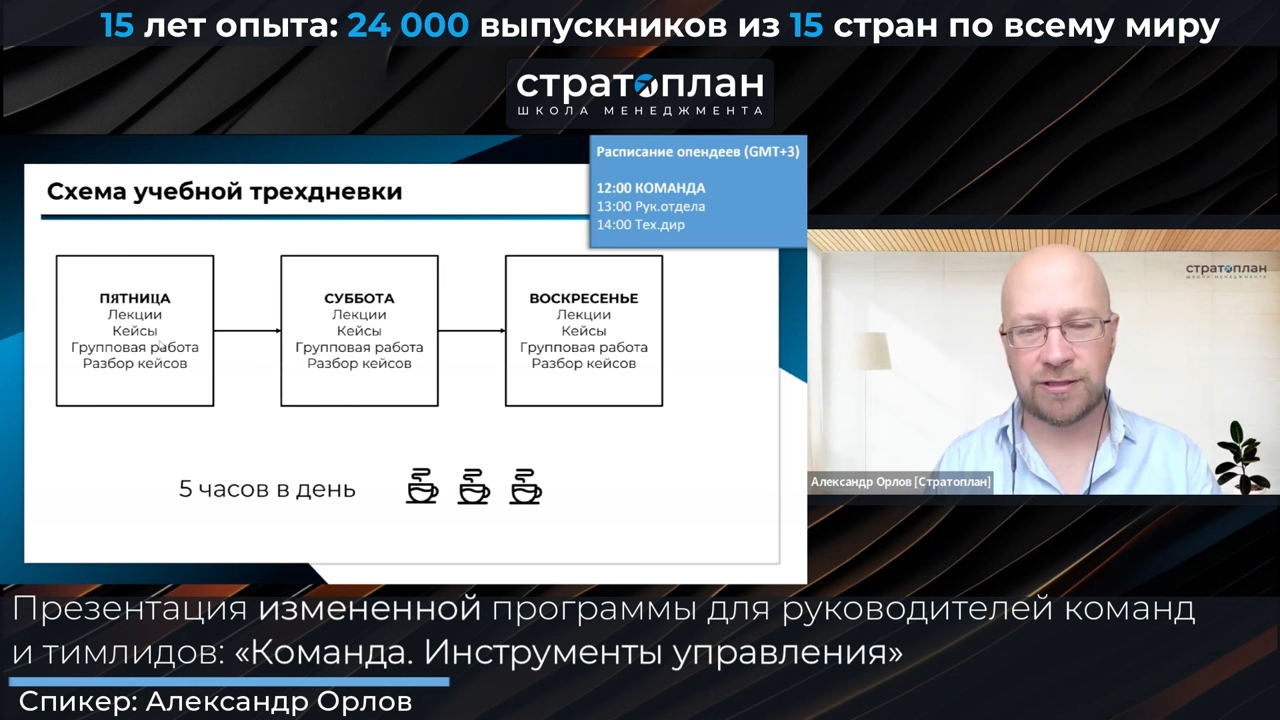 15 лет опыта: 24 000 выпускников из 15 стран по всему миру
стратоплан
ШКОЛА МЕНЕДЖМЕНТА
Расписание опендеев (GMT+3)
12:00 КОМАНДА
13:00 Рук.отдела
14:00 Тех.дир
Схема учебной трехдневки
ПЯТНИЦА
Лекции
Кейсы
Групповая работа
Разбор кейсов
СУББОТА
Лекции
Кейсы
Групповая работа
Разбор кейсов
ВОСКРЕСЕНЬЕ
Лекции
Кейсы
Групповая работа
Разбор кейсов
5 часов в день
стратоплан
ШКОЛА МЕНЕДЖМЕНТА
Александр Орлов [Стратоплан]
Презентация измененной программы для руководителей команд
и тимлидов: «Команда. Инструменты управления»
Спикер: Александр Орлов